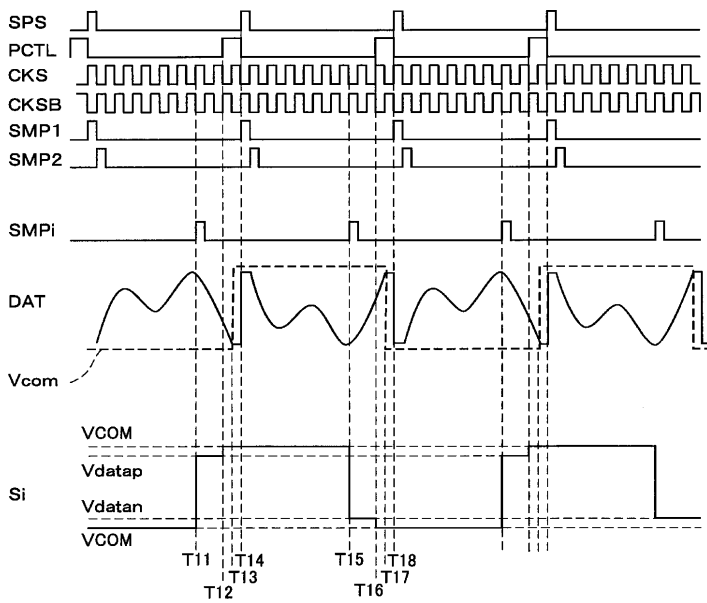 SPS
PCTL
CKS
CKSB
SMP1
SMP2
SMPi
DAT
Vcom
VCOM
Vdatap
Si
Vdatan
VCOM
T11 T14 T15 T18
T13 T17
T12 T16